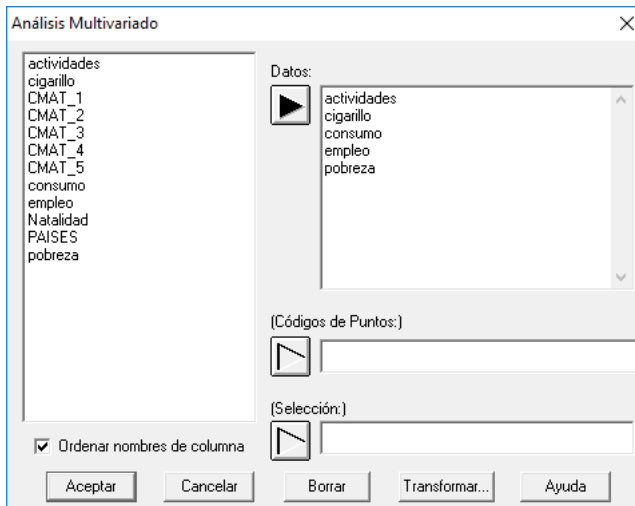 Análisis Multivariado
actividades
cigarillo
CMAT_1
CMAT_2
CMAT_3
CMAT_4
CMAT_5
consumo
empleo
Natalidad
PAISES
pobreza
Datos:
actividades
cigarillo
consumo
empleo
pobreza
(Códigos de Puntos:)
(Selección:)
Ordenar nombres de columna
Aceptar
Cancelar
Borrar
Transformar...
Ayuda